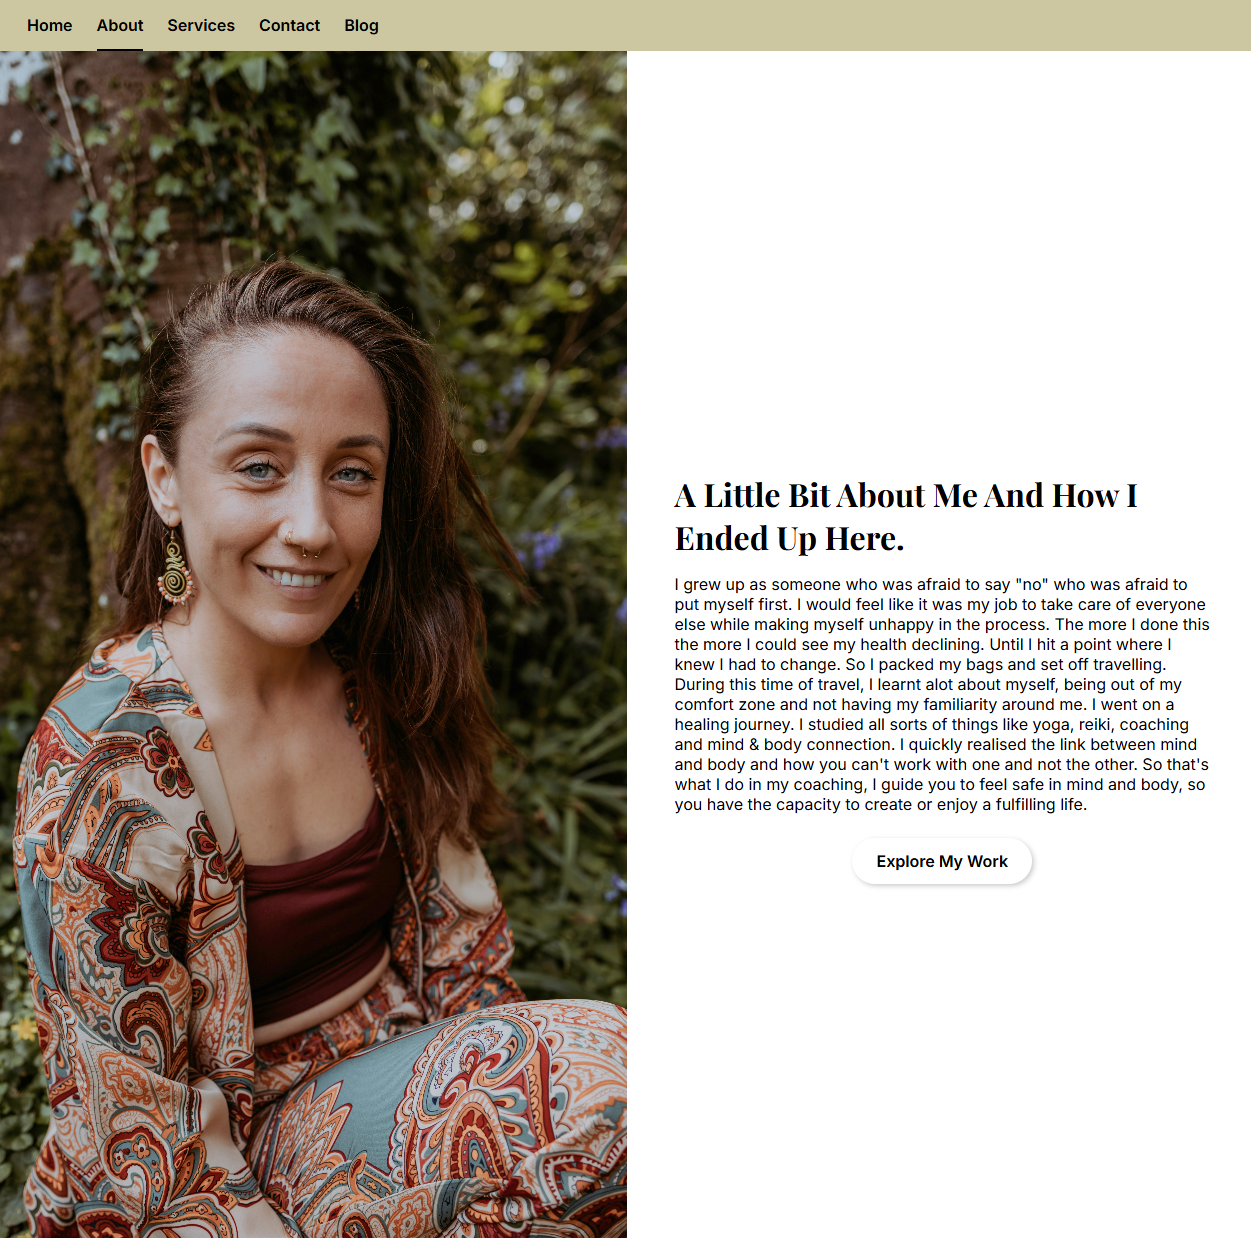 Home About Services Contact Blog
A Little Bit About Me And How I
Ended Up Here.
I grew up as someone who was afraid to say "no" who was afraid to
put myself first. I would feel like it was my job to take care of everyone
else while making myself unhappy in the process. The more I done this
the more I could see my health declining. Until I hit a point where I
knew I had to change. So I packed my bags and set off travelling.
During this time of travel, I learnt alot about myself, being out of my
comfort zone and not having my familiarity around me. I went on a
healing journey. I studied all sorts of things like yoga, reiki, coaching
and mind & body connection. I quickly realised the link between mind
and body and how you can't work with one and not the other. So that's
what I do in my coaching, I guide you to feel safe in mind and body, so
you have the capacity to create or enjoy a fulfilling life.
Explore My Work